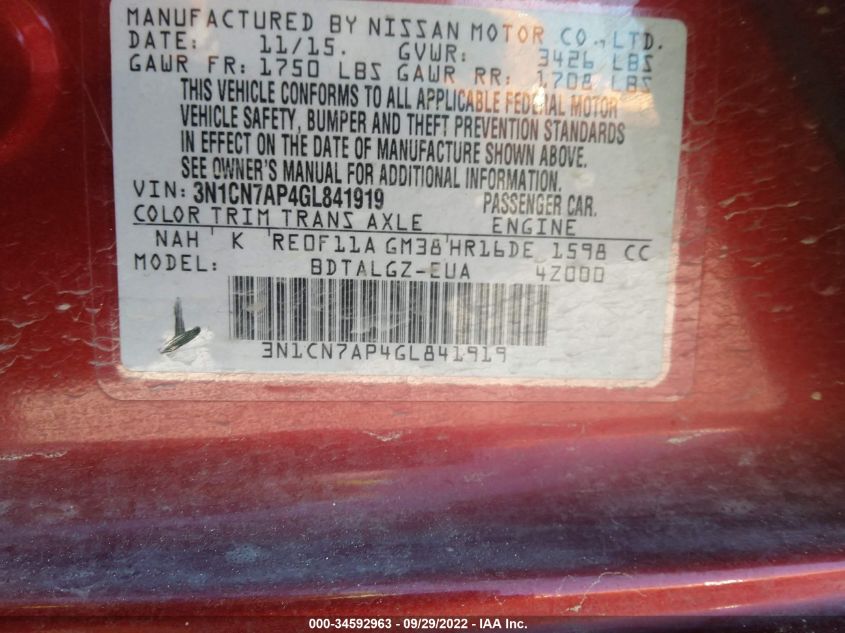 MANUFACTURED BY NISSAN MOTOR CO., LTD.
DATE: 11/15. GVWR: 3426 LBS
GAWR FR: 1750 LBS GAWR RR: 1708 LBS
THIS VEHICLE CONFORMS TO ALL APPLICABLE FEDERAL MOTOR
VEHICLE SAFETY, BUMPER AND THEFT PREVENTION STANDARDS
IN EFFECT ON THE DATE OF MANUFACTURE SHOWN ABOVE.
SEE OWNER'S MANUAL FOR ADDITIONAL INFORMATION.
VIN: 3N1CN7AP4GL841919 PASSENGER CAR.
COLOR TRIM TRANS AXLE ENGINE
NAH K RE0F11A GM38 HR16DE 1598 CC
MODEL: BDTALGZ-EUA 4Z000
3N1CN7AP4GL841919
000-34592963 - 09/29/2022 - IAA Inc.